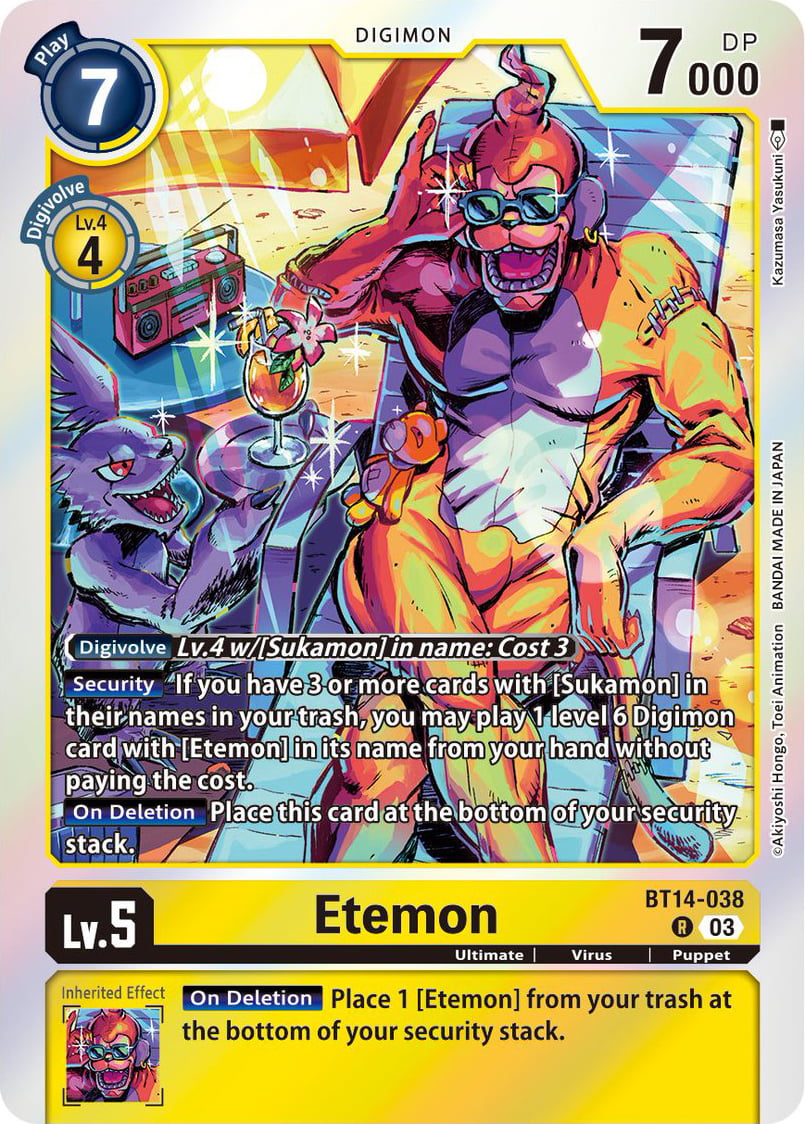 DIGIMON
Play
7
7000
DP
Digivolve
Lv.4
4
Kazumasa Yasukuni
Digivolve Lv.4 w/[Sukamon] in name: Cost 3
Security If you have 3 or more cards with [Sukamon] in
their names in your trash, you may play 1 level 6 Digimon
card with [Etemon] in its name from your hand without
paying the cost.
On Deletion Place this card at the bottom of your security
stack.
©Akiyoshi Hongo, Toei Animation BANDAI MADE IN JAPAN
Lv.5
Etemon
BT14-038
R 03
Ultimate | Virus | Puppet
Inherited Effect
On Deletion Place 1 [Etemon] from your trash at
the bottom of your security stack.